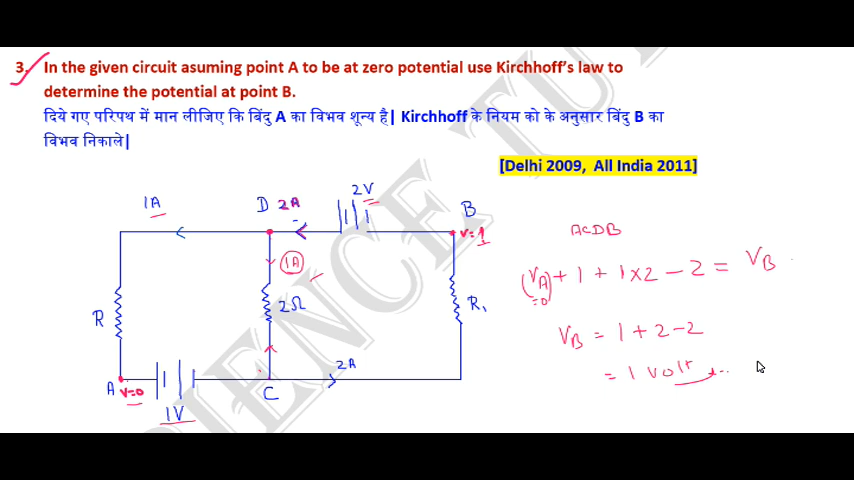 3. In the given circuit asuming point A to be at zero potential use Kirchhoff's law to
determine the potential at point B.
दिये गए परिपथ में मान लीजिए कि बिंदु A का विभव शून्य है| Kirchhoff के नियम को के अनुसार बिंदु B का
विभव निकाले|
[Delhi 2009, All India 2011]
1A
D 2A
2V
B
V=1
1A
R
2Ω
R₁
A V=0
1V
C
2A
ACDB
(VA) + 1 + 1×2 - 2 = VB
=0
VB = 1 + 2 - 2
= 1 volt
SCIENCE TU